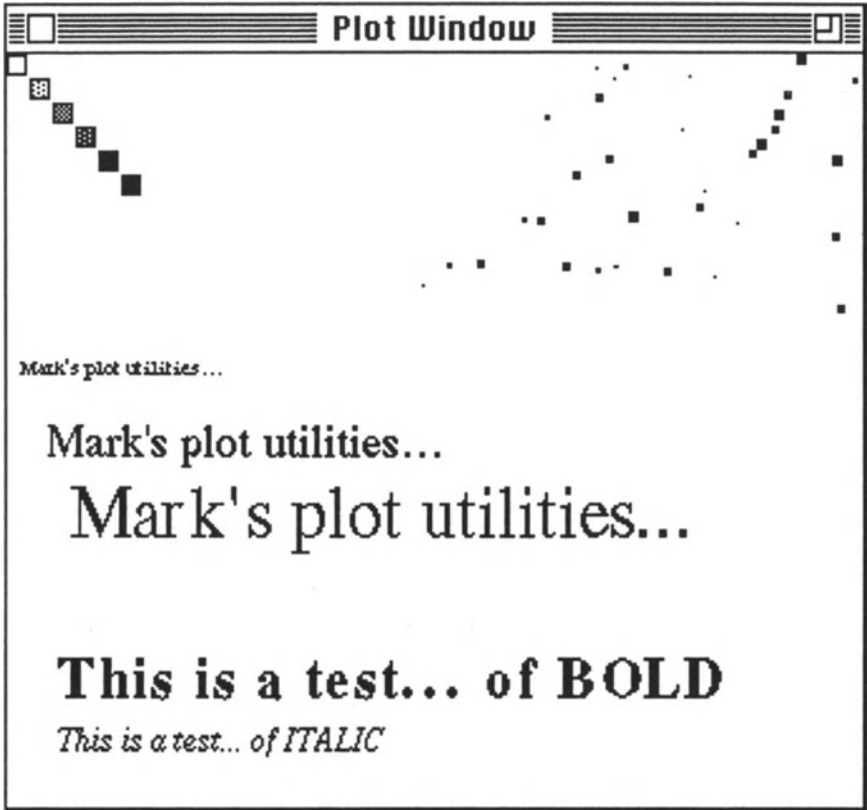 Plot Window
Mark's plot utilities...
Mark's plot utilities...
Mark's plot utilities...
This is a test... of BOLD
This is a test... of ITALIC